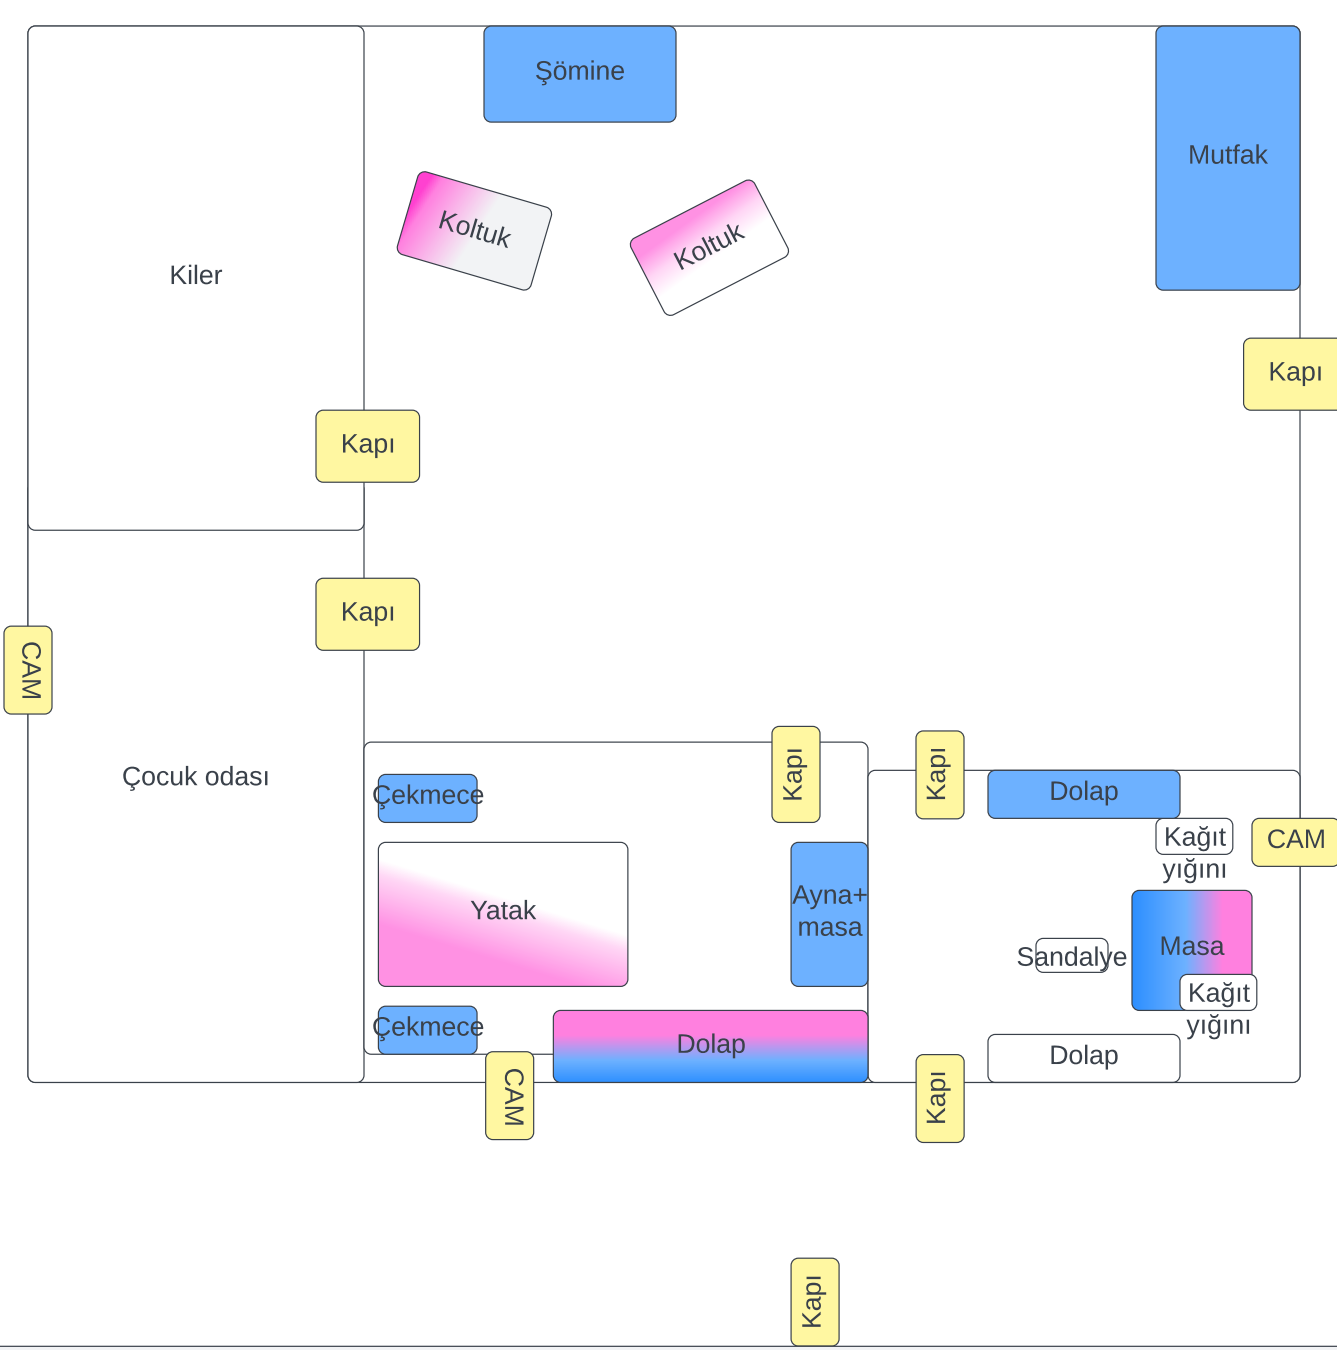 Şömine
Mutfak
Koltuk
Koltuk
Kiler
Kapı
Kapı
Kapı
CAM
Çocuk odası
Kapı
Kapı
Çekmece
Dolap
Kağıt
yığını
CAM
Ayna+
masa
Yatak
Masa
Sandalye
Kağıt
yığını
Çekmece
Dolap
Dolap
CAM
Kapı
Kapı